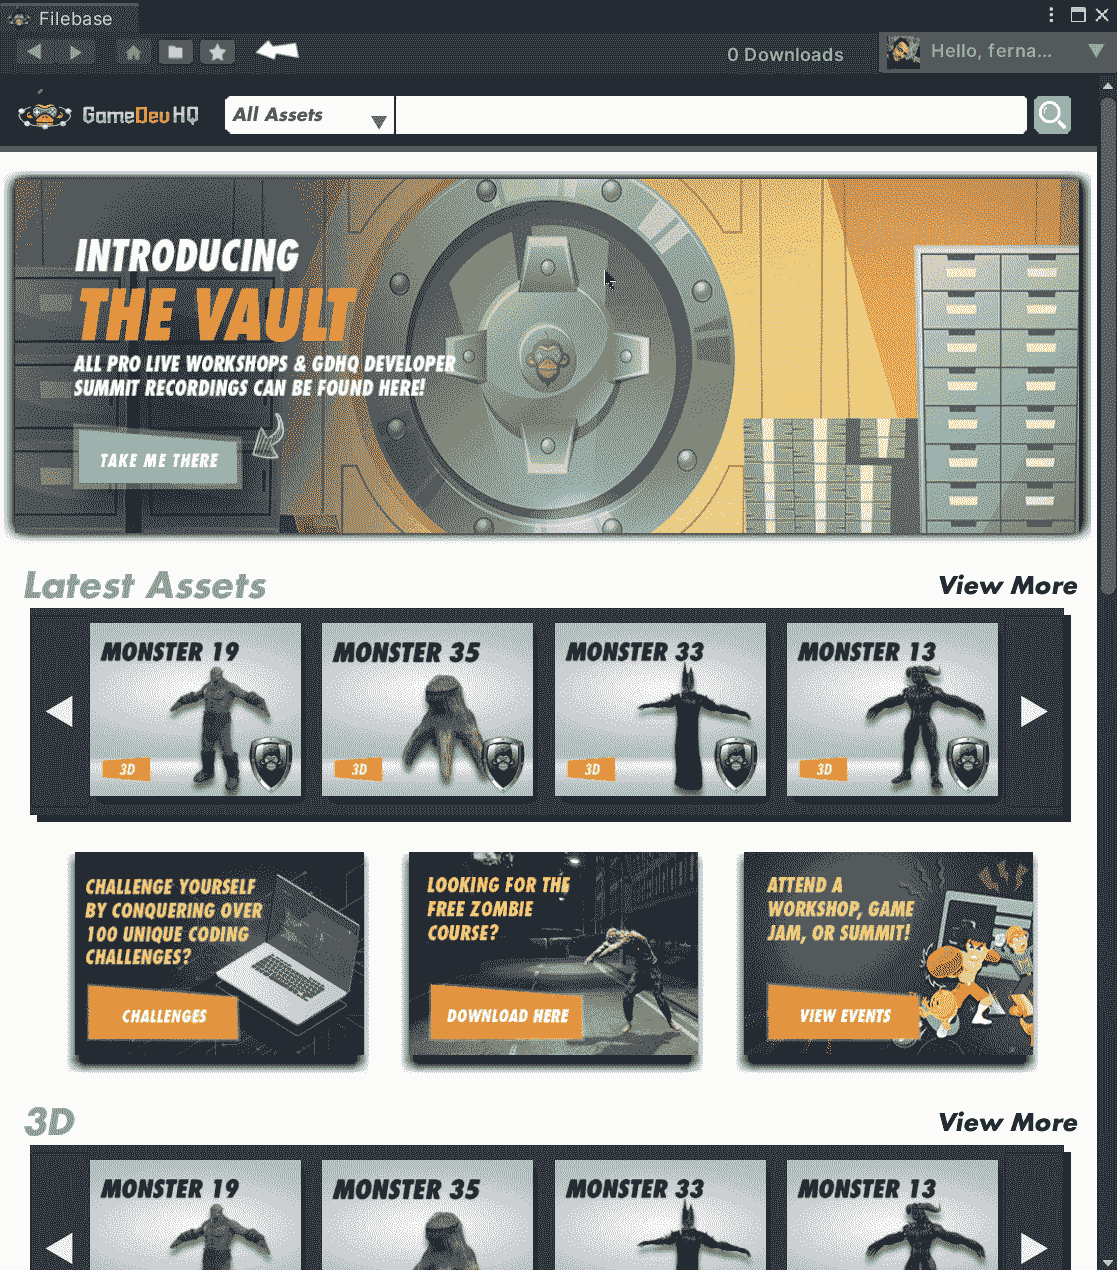 Filebase
0 Downloads
Hello, ferna...
GameDevHQ
All Assets
INTRODUCING
THE VAULT
ALL PRO LIVE WORKSHOPS & GDHQ DEVELOPER
SUMMIT RECORDINGS CAN BE FOUND HERE!
TAKE ME THERE
Latest Assets
View More
MONSTER 19
3D
MONSTER 35
3D
MONSTER 33
3D
MONSTER 13
3D
CHALLENGE YOURSELF
BY CONQUERING OVER
100 UNIQUE CODING
CHALLENGES?
CHALLENGES
LOOKING FOR THE
FREE ZOMBIE
COURSE?
DOWNLOAD HERE
ATTEND A
WORKSHOP, GAME
JAM, OR SUMMIT!
VIEW EVENTS
3D
View More
MONSTER 19
MONSTER 35
MONSTER 33
MONSTER 13